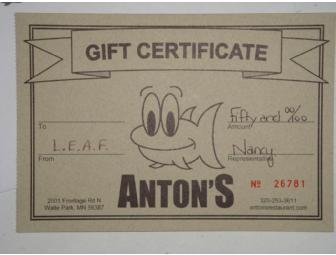 GIFT CERTIFICATE
Fifty and 00/100
To
Amount
L.E.A.F.
Nancy
From
Representative
ANTON'S
Nº 26781
2001 Frontage Rd N
Waite Park, MN 56387
320-253-3611
antonsrestaurant.com